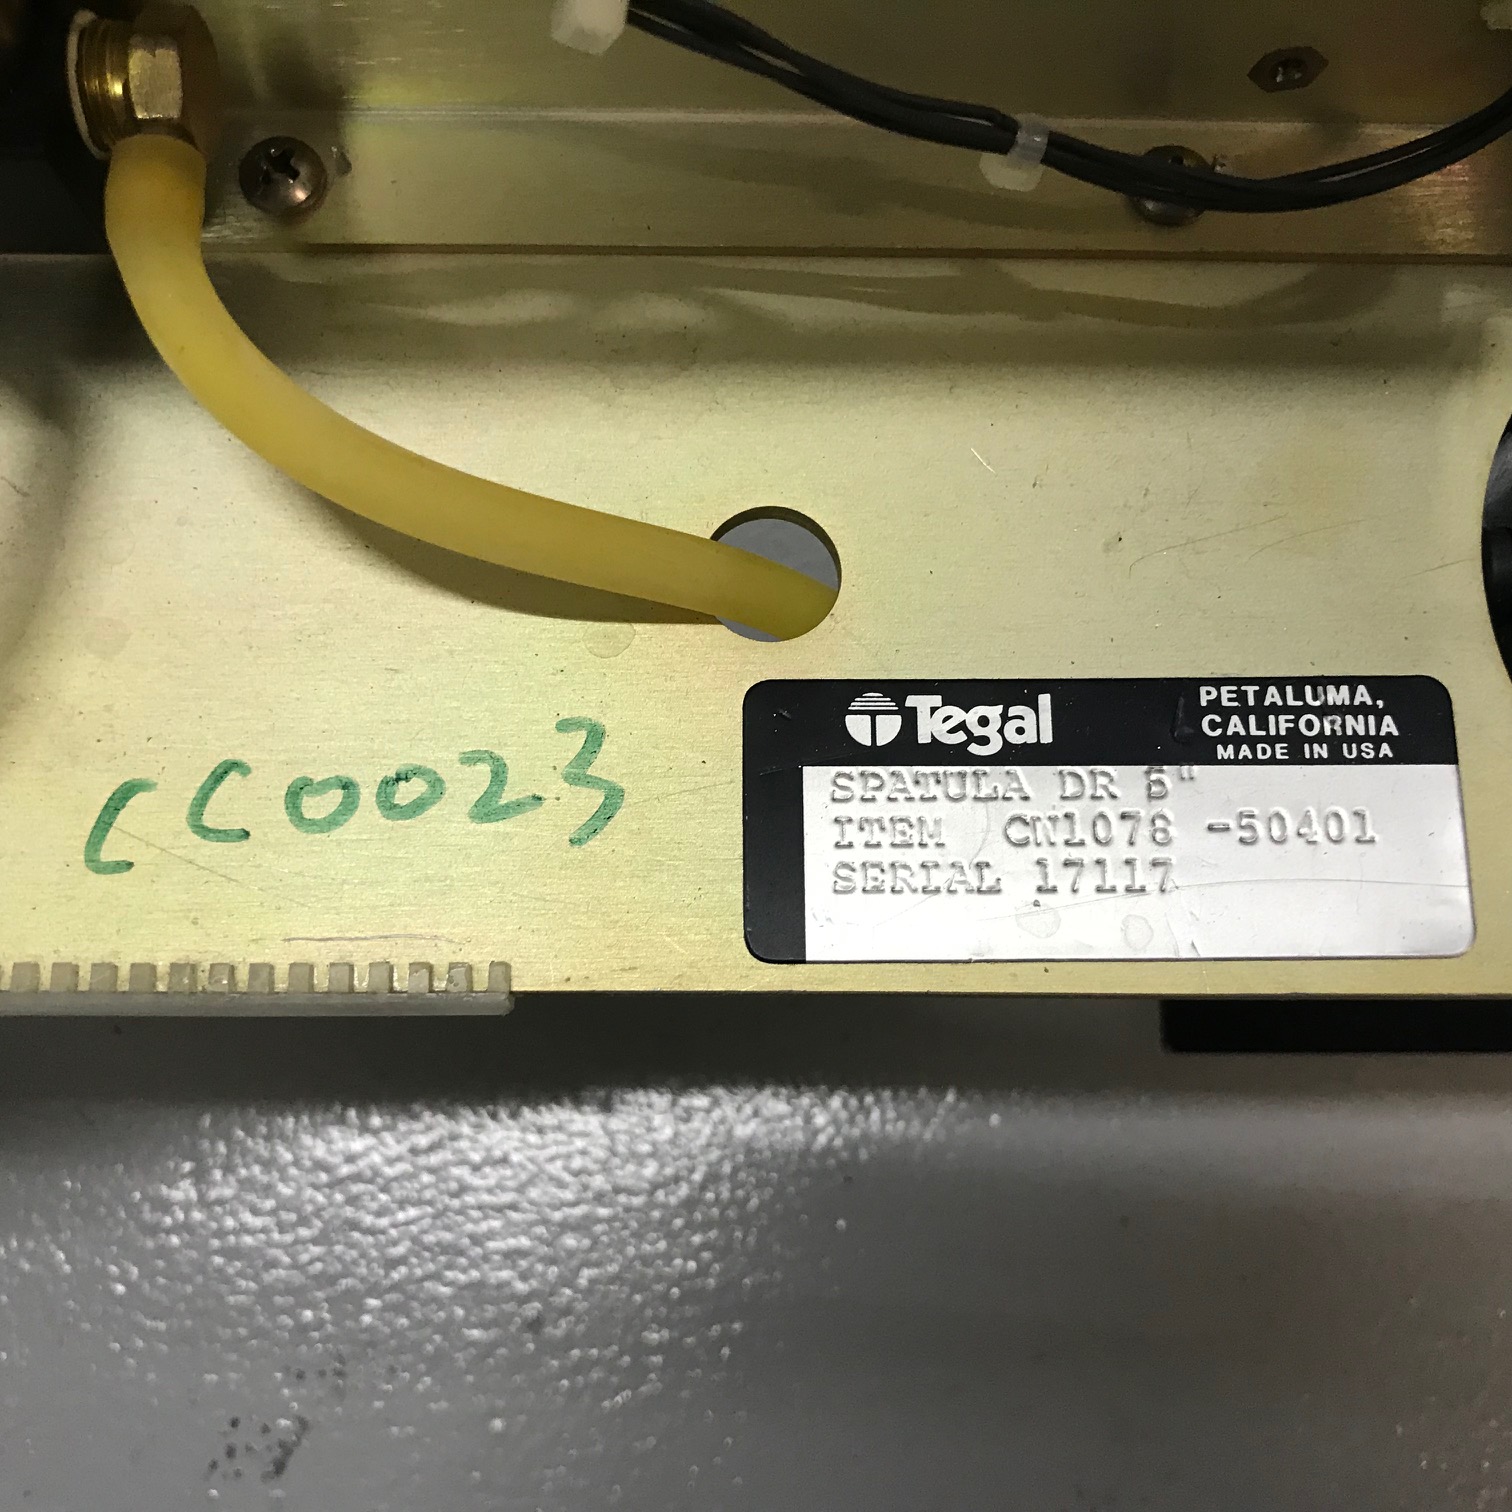 Tegal
PETALUMA,
CALIFORNIA
MADE IN USA
SPATULA DR 5"
ITEM CN1078 -50401
SERIAL 17117
CC0023